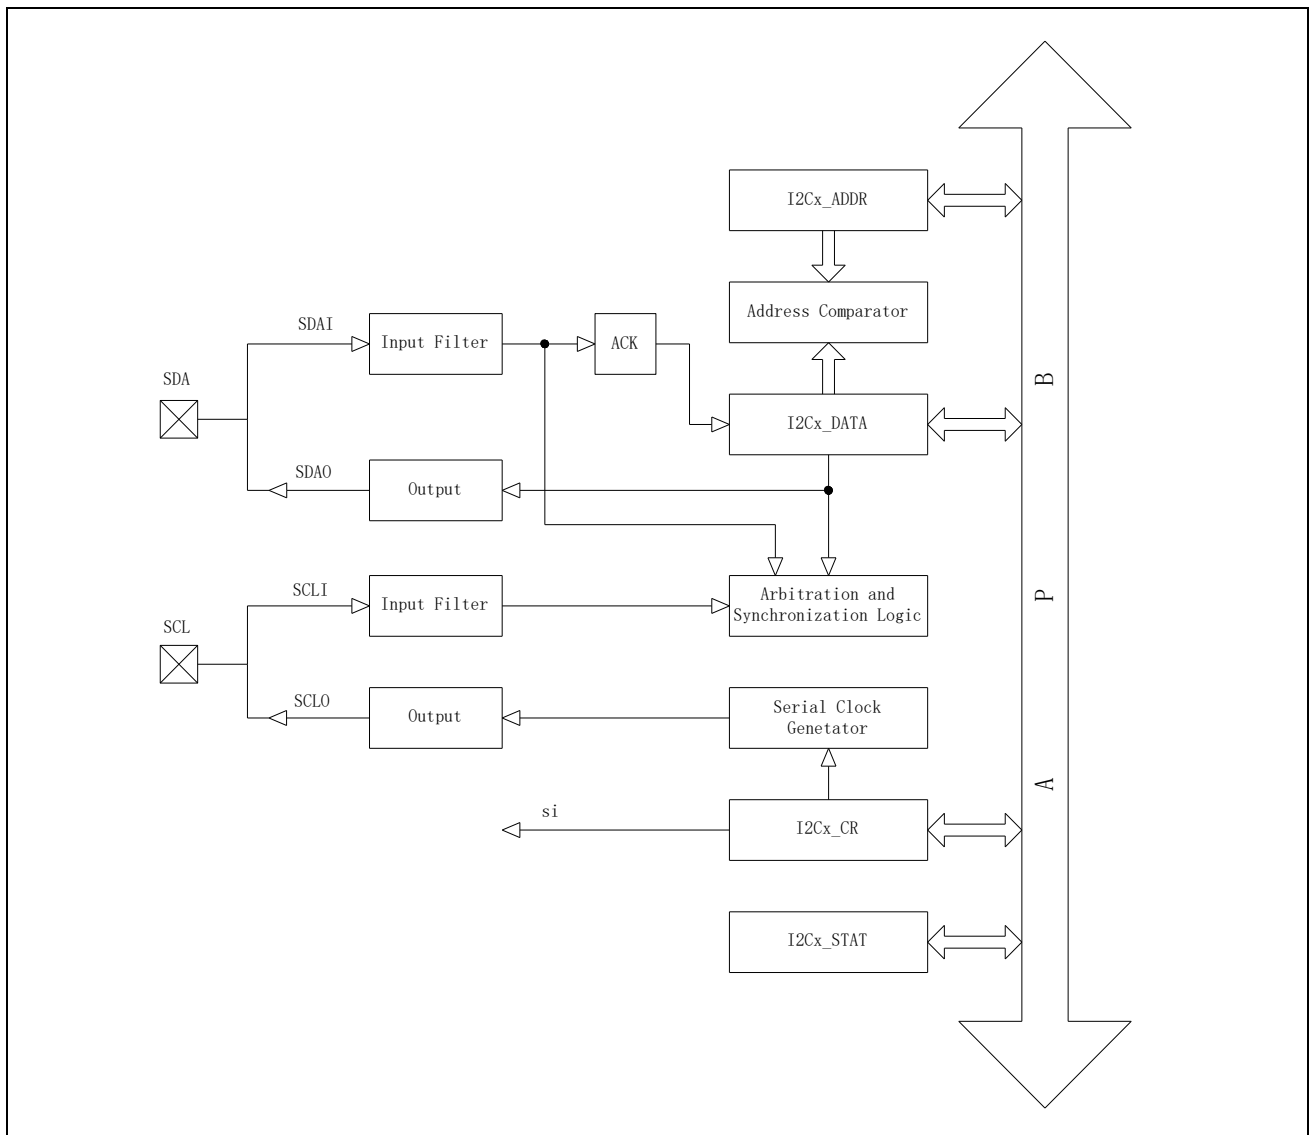 I2Cx_ADDR
Address Comparator
SDAI
Input Filter
ACK
SDA
I2Cx_DATA
SDAO
Output
SCLI
Input Filter
Arbitration and
Synchronization Logic
SCL
SCLO
Output
Serial Clock
Genetator
si
I2Cx_CR
I2Cx_STAT
A P B